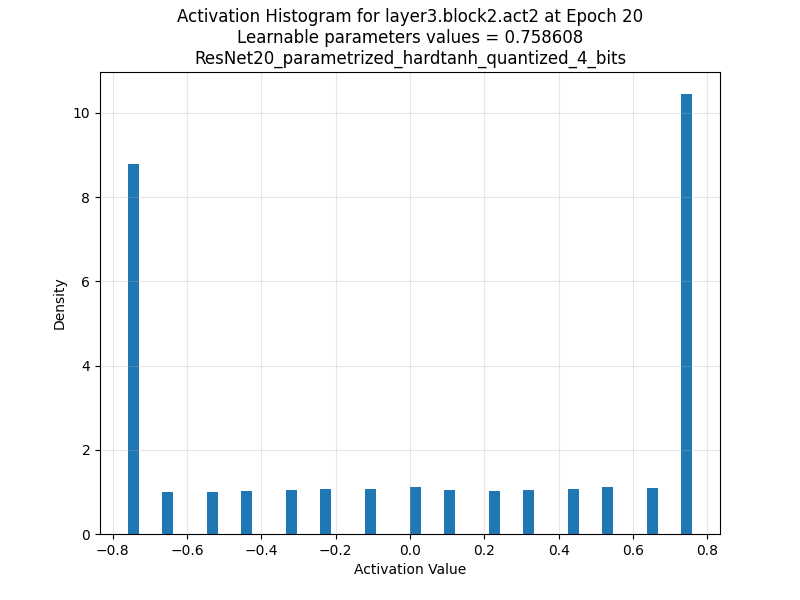 Activation Histogram for layer3.block2.act2 at Epoch 20
Learnable parameters values = 0.758608
ResNet20_parametrized_hardtanh_quantized_4_bits
10
8
6
4
2
0
Density
−0.8 −0.6 −0.4 −0.2 0.0 0.2 0.4 0.6 0.8
Activation Value